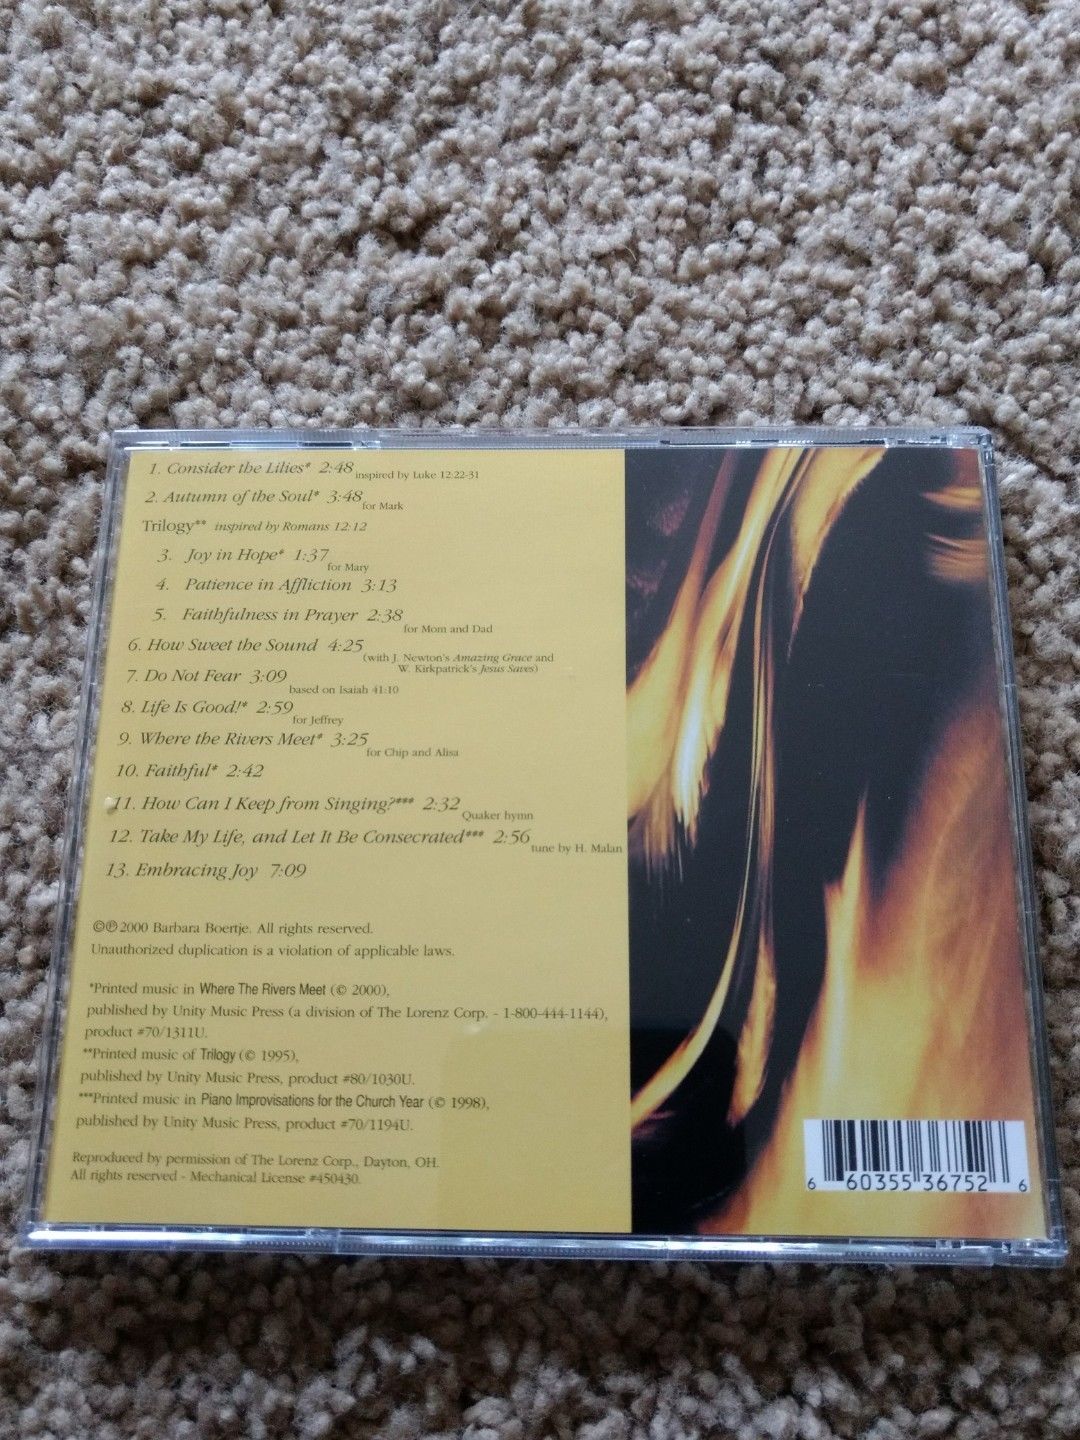 1. Consider the Lilies* 2:48 inspired by Luke 12:22-31
2. Autumn of the Soul* 3:48 for Mark
Trilogy** inspired by Romans 12:12
3. Joy in Hope* 1:37 for Mary
4. Patience in Affliction 3:13
5. Faithfulness in Prayer 2:38 for Mom and Dad
6. How Sweet the Sound 4:25 (with J. Newton's Amazing Grace and
W. Kirkpatrick's Jesus Saves)
7. Do Not Fear 3:09 based on Isaiah 41:10
8. Life Is Good!* 2:59 for Jeffrey
9. Where the Rivers Meet* 3:25 for Chip and Alisa
10. Faithful* 2:42
11. How Can I Keep from Singing?*** 2:32 Quaker hymn
12. Take My Life, and Let It Be Consecrated*** 2:56 tune by H. Malan
13. Embracing Joy 7:09
©℗ 2000 Barbara Boertje. All rights reserved.
Unauthorized duplication is a violation of applicable laws.
*Printed music in Where The Rivers Meet (© 2000),
published by Unity Music Press (a division of The Lorenz Corp. - 1-800-444-1144),
product #70/1311U.
**Printed music of Trilogy (© 1995),
published by Unity Music Press, product #80/1030U.
***Printed music in Piano Improvisations for the Church Year (© 1998),
published by Unity Music Press, product #70/1194U.
Reproduced by permission of The Lorenz Corp., Dayton, OH.
All rights reserved - Mechanical License #450430.
6 60355 36752 6